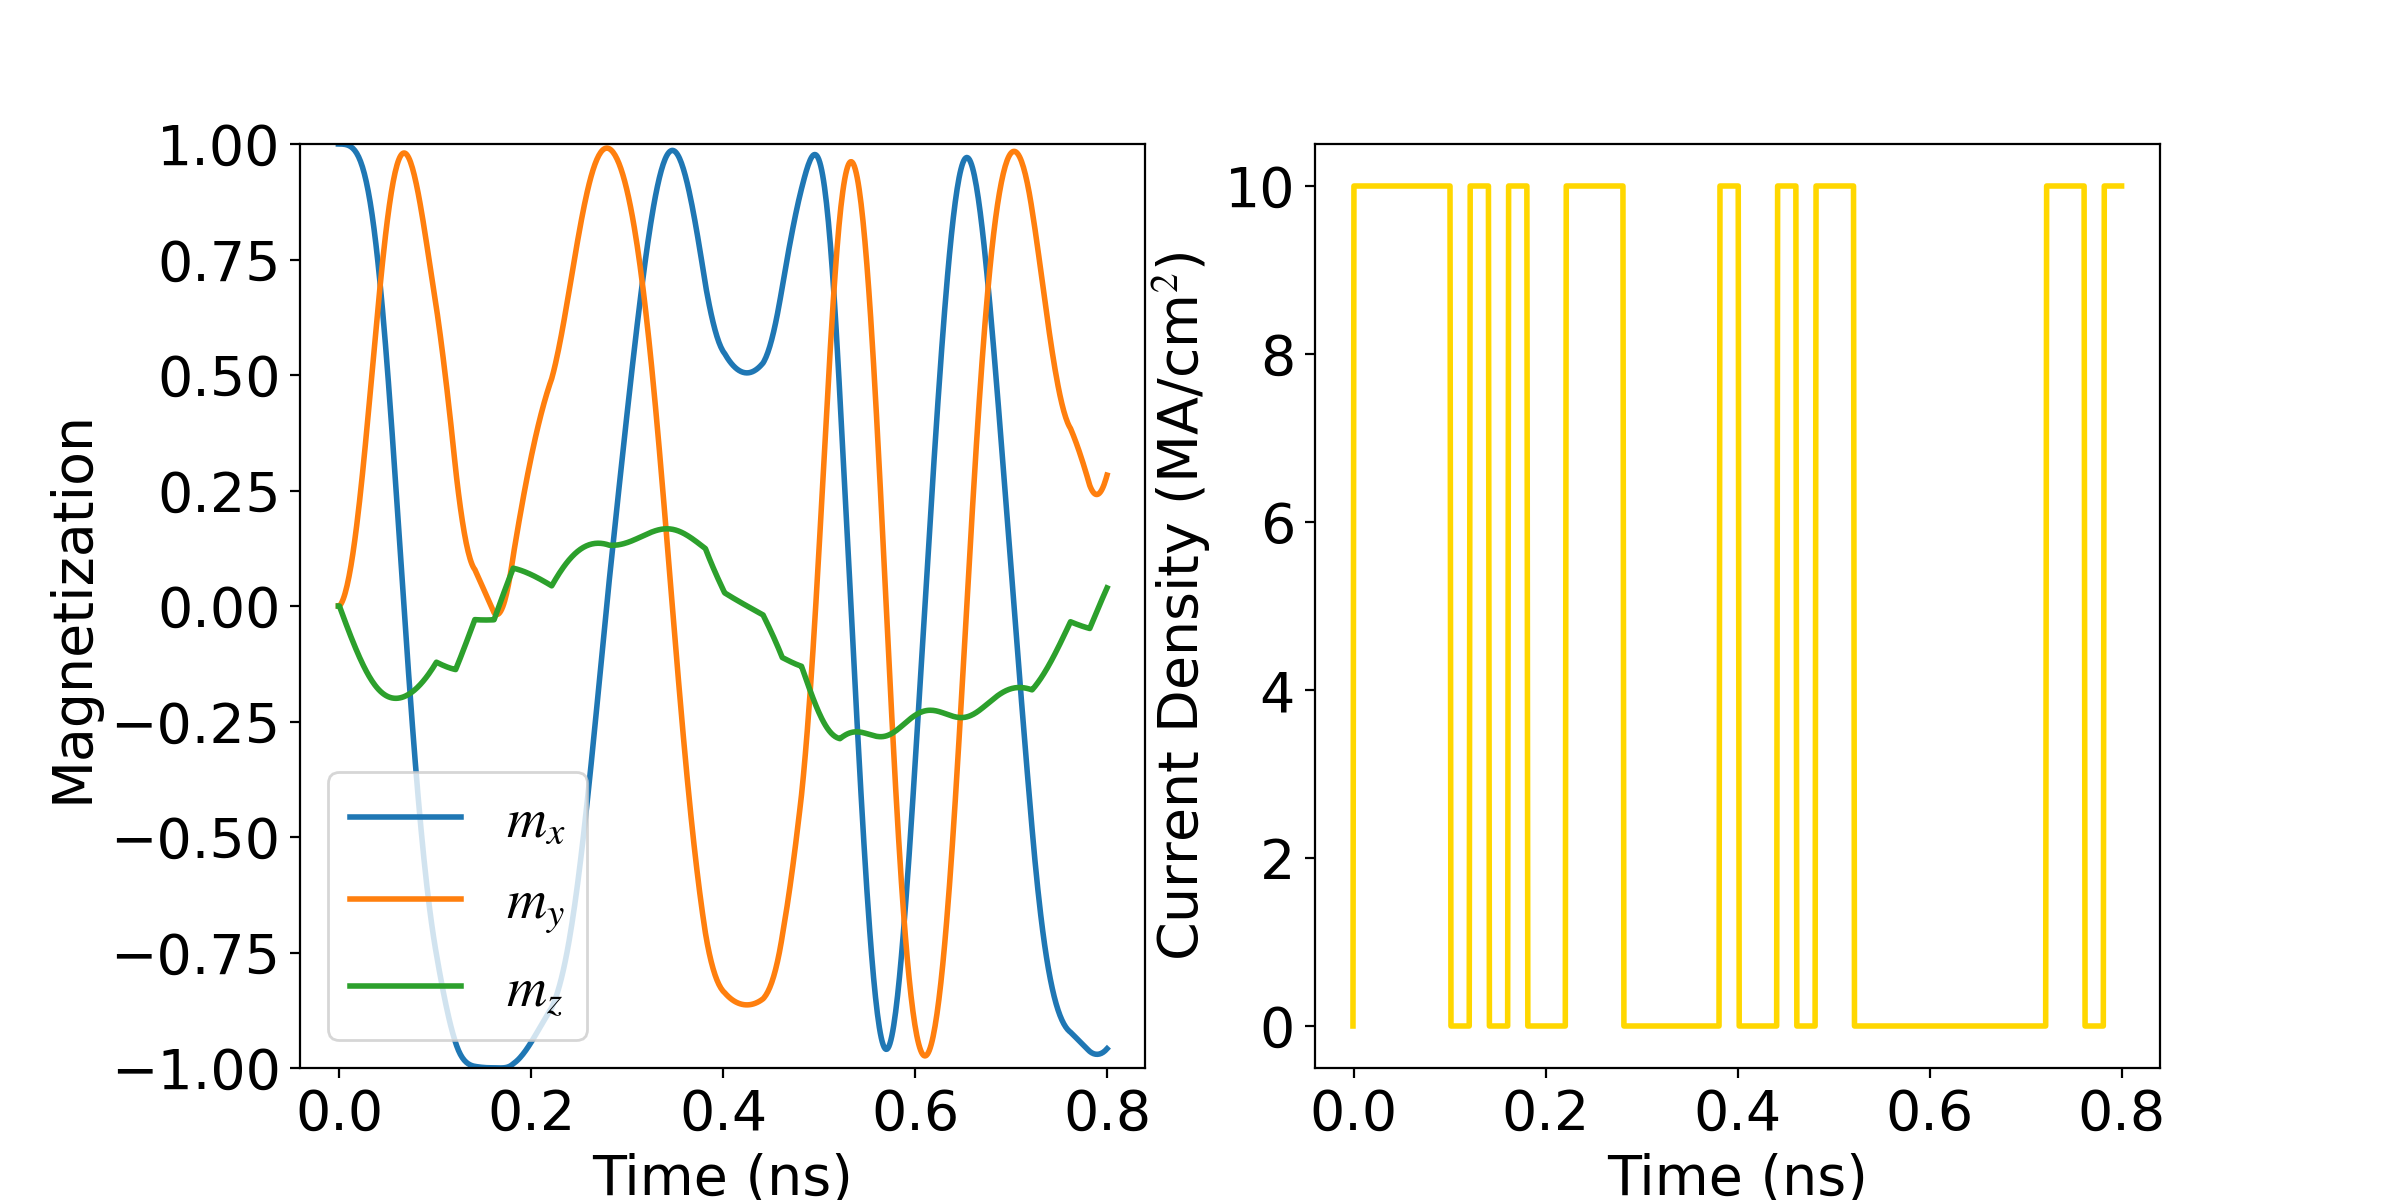 Magnetization
1.00
0.75
0.50
0.25
0.00
−0.25
−0.50
−0.75
−1.00
m_x
m_y
m_z
0.0 0.2 0.4 0.6 0.8
Time (ns)
Current Density (MA/cm²)
10
8
6
4
2
0
0.0 0.2 0.4 0.6 0.8
Time (ns)